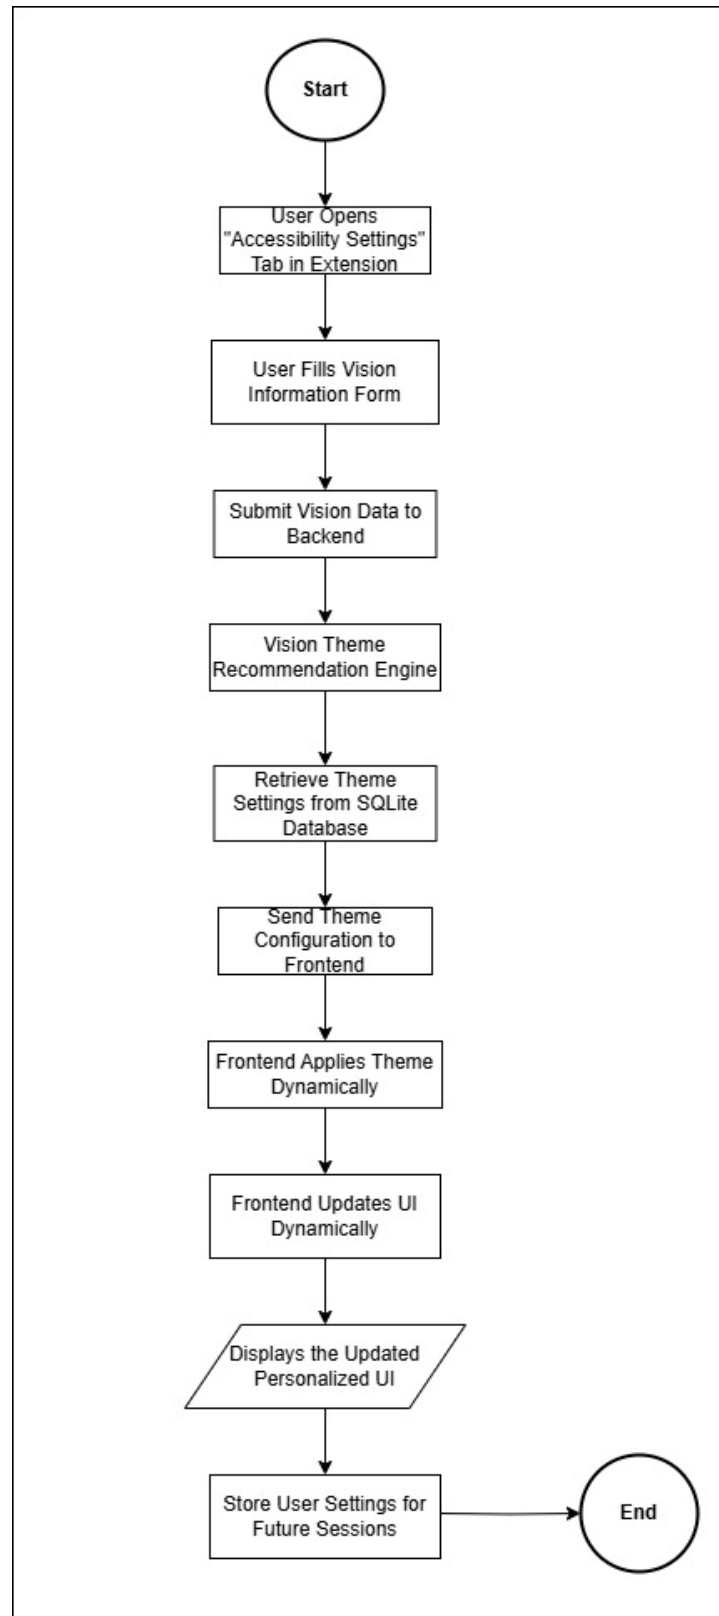 Start
User Opens
"Accessibility Settings"
Tab in Extension
User Fills Vision
Information Form
Submit Vision Data to
Backend
Vision Theme
Recommendation Engine
Retrieve Theme
Settings from SQLite
Database
Send Theme
Configuration to
Frontend
Frontend Applies Theme
Dynamically
Frontend Updates UI
Dynamically
Displays the Updated
Personalized UI
Store User Settings for
Future Sessions
End